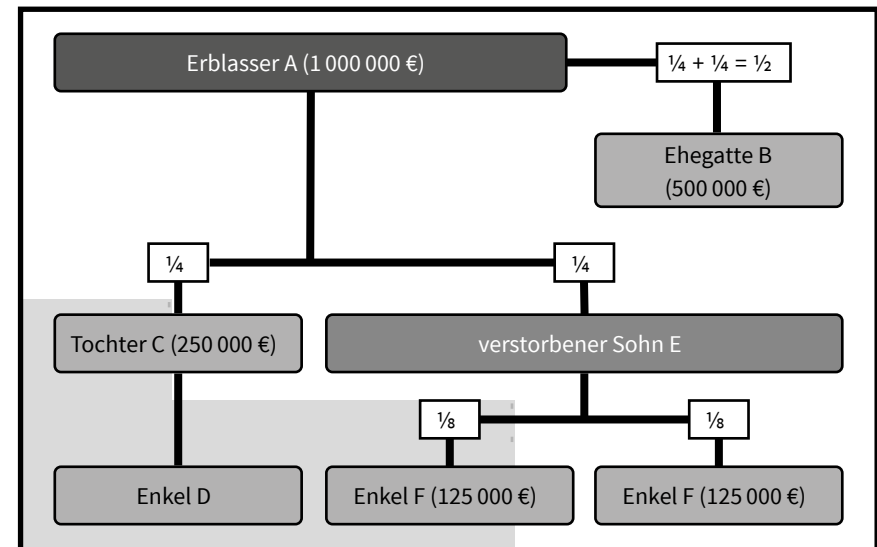 Erblasser A (1 000 000 €)
¼ + ¼ = ½
Ehegatte B
(500 000 €)
¼
¼
Tochter C (250 000 €)
verstorbener Sohn E
⅛
⅛
Enkel D
Enkel F (125 000 €)
Enkel F (125 000 €)